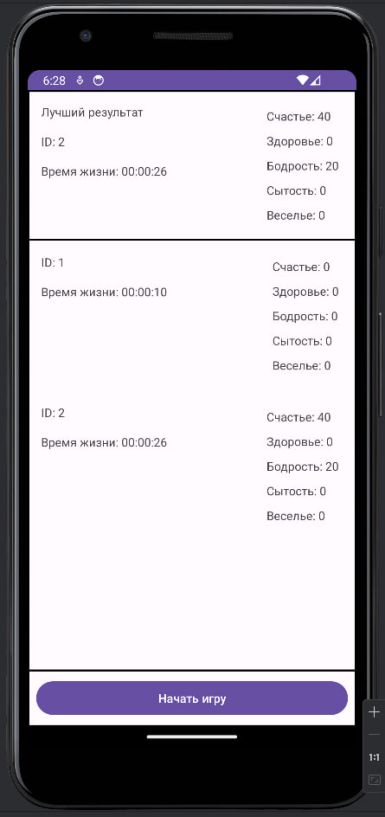 6:28
Лучший результат
ID: 2
Время жизни: 00:00:26
Счастье: 40
Здоровье: 0
Бодрость: 20
Сытость: 0
Веселье: 0
ID: 1
Время жизни: 00:00:10
Счастье: 0
Здоровье: 0
Бодрость: 0
Сытость: 0
Веселье: 0
ID: 2
Время жизни: 00:00:26
Счастье: 40
Здоровье: 0
Бодрость: 20
Сытость: 0
Веселье: 0
Начать игру
1:1